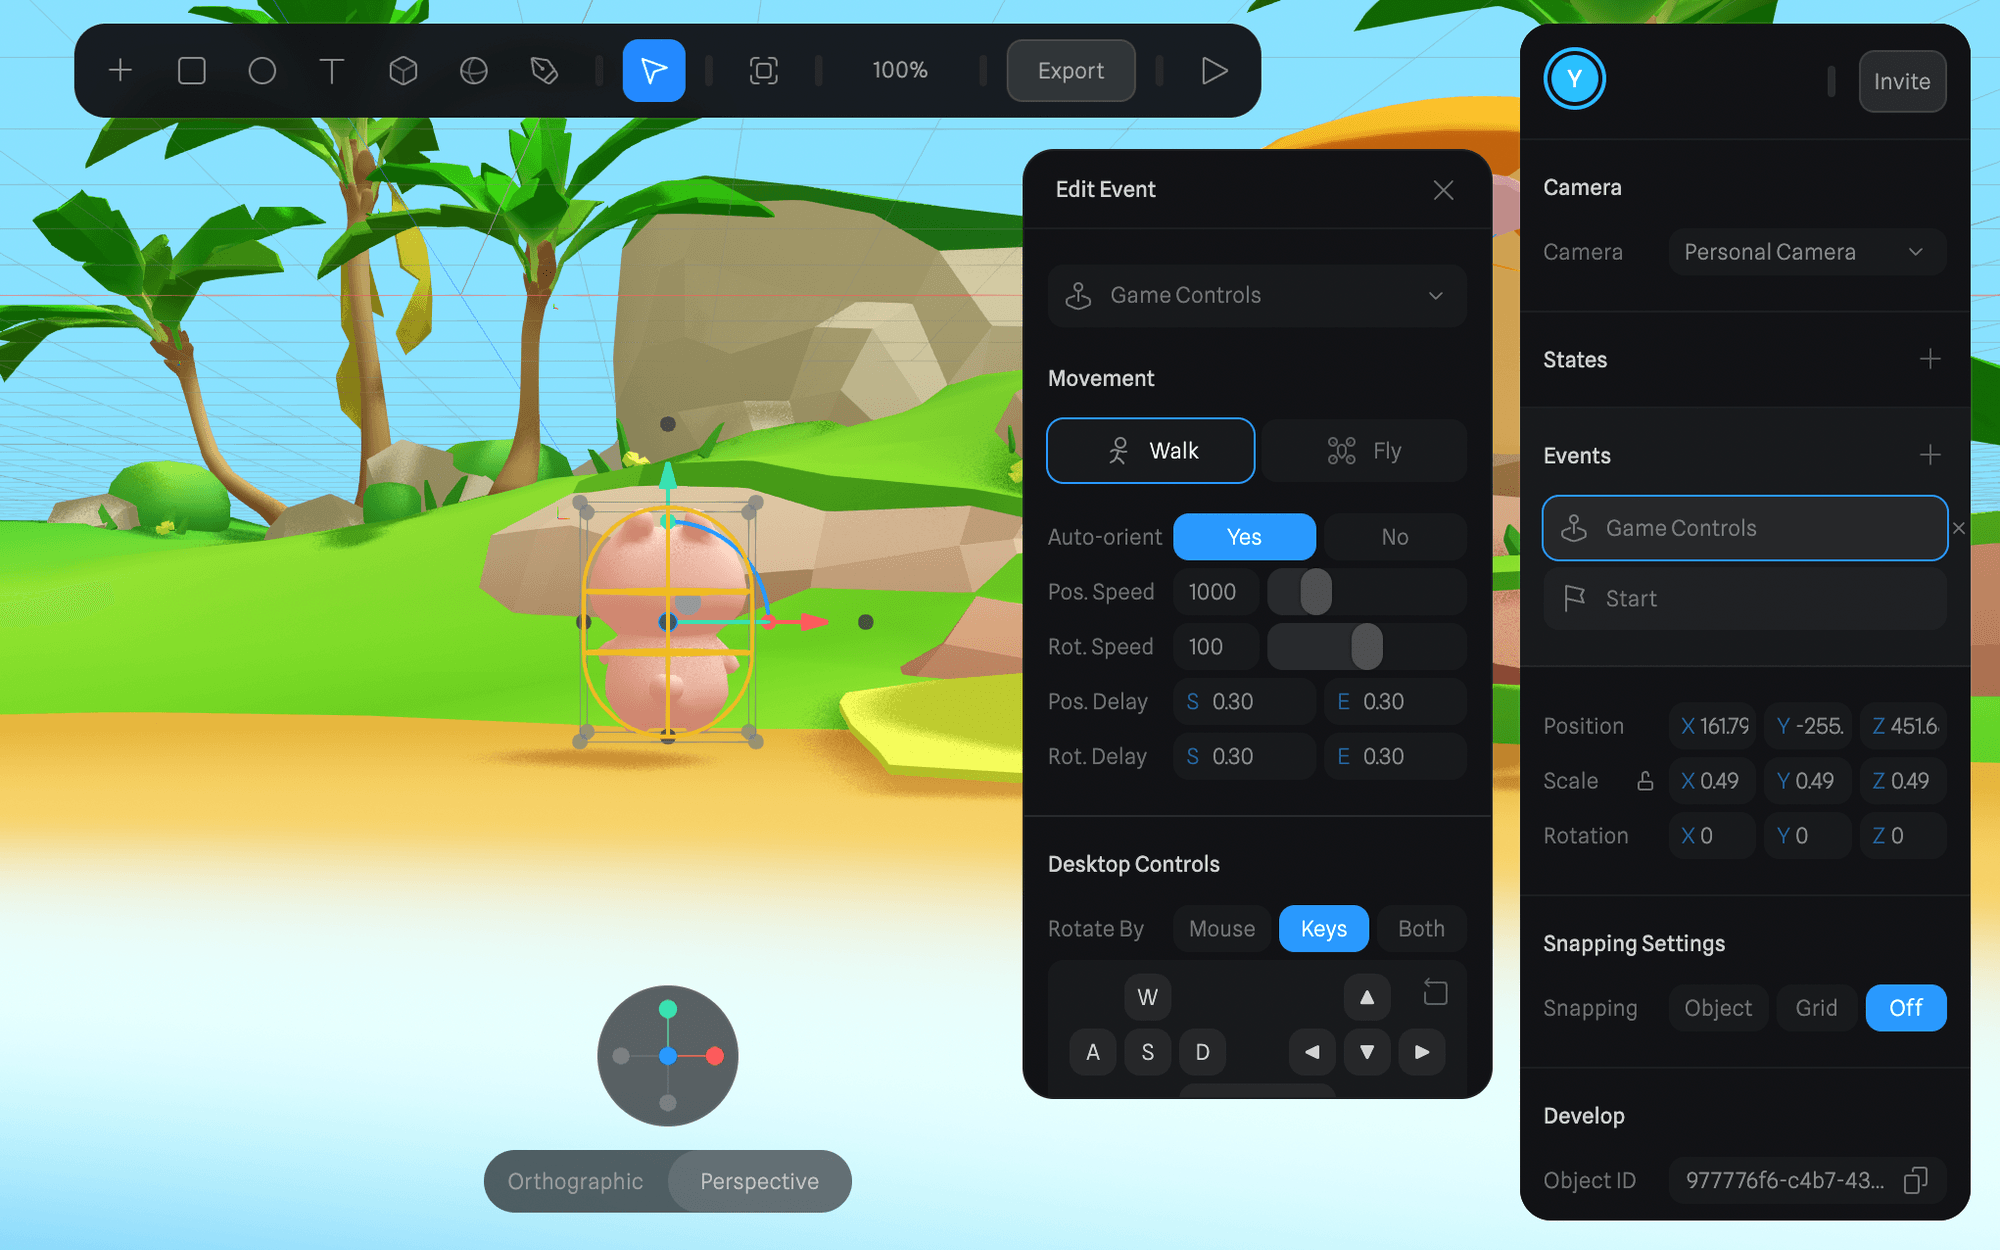 100%
Export
Y
Invite
Edit Event
Game Controls
Movement
Walk
Fly
Auto-orient
Yes
No
Pos. Speed
1000
Rot. Speed
100
Pos. Delay
S 0.30
E 0.30
Rot. Delay
S 0.30
E 0.30
Desktop Controls
Rotate By
Mouse
Keys
Both
W
A
S
D
Camera
Camera
Personal Camera
States
Events
Game Controls
Start
Position
X 161.79
Y -255.
Z 451.6
Scale
X 0.49
Y 0.49
Z 0.49
Rotation
X 0
Y 0
Z 0
Snapping Settings
Snapping
Object
Grid
Off
Develop
Object ID
977776f6-c4b7-43...
Orthographic
Perspective